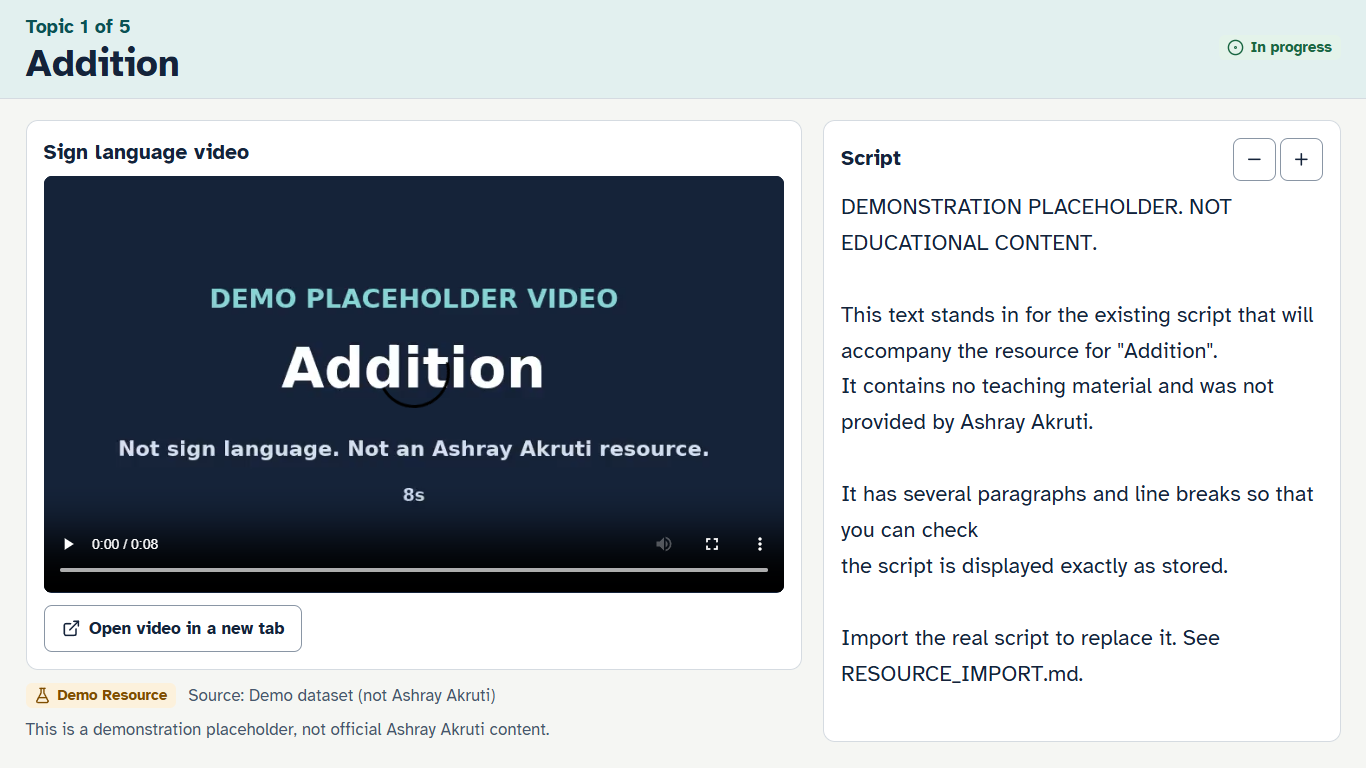 Topic 1 of 5
Addition
In progress
Sign language video
DEMO PLACEHOLDER VIDEO
Addition
Not sign language. Not an Ashray Akruti resource.
8s
0:00 / 0:08
Open video in a new tab
Demo Resource
Source: Demo dataset (not Ashray Akruti)
This is a demonstration placeholder, not official Ashray Akruti content.
Script
− +
DEMONSTRATION PLACEHOLDER. NOT
EDUCATIONAL CONTENT.
This text stands in for the existing script that will
accompany the resource for "Addition".
It contains no teaching material and was not
provided by Ashray Akruti.
It has several paragraphs and line breaks so that
you can check
the script is displayed exactly as stored.
Import the real script to replace it. See
RESOURCE_IMPORT.md.